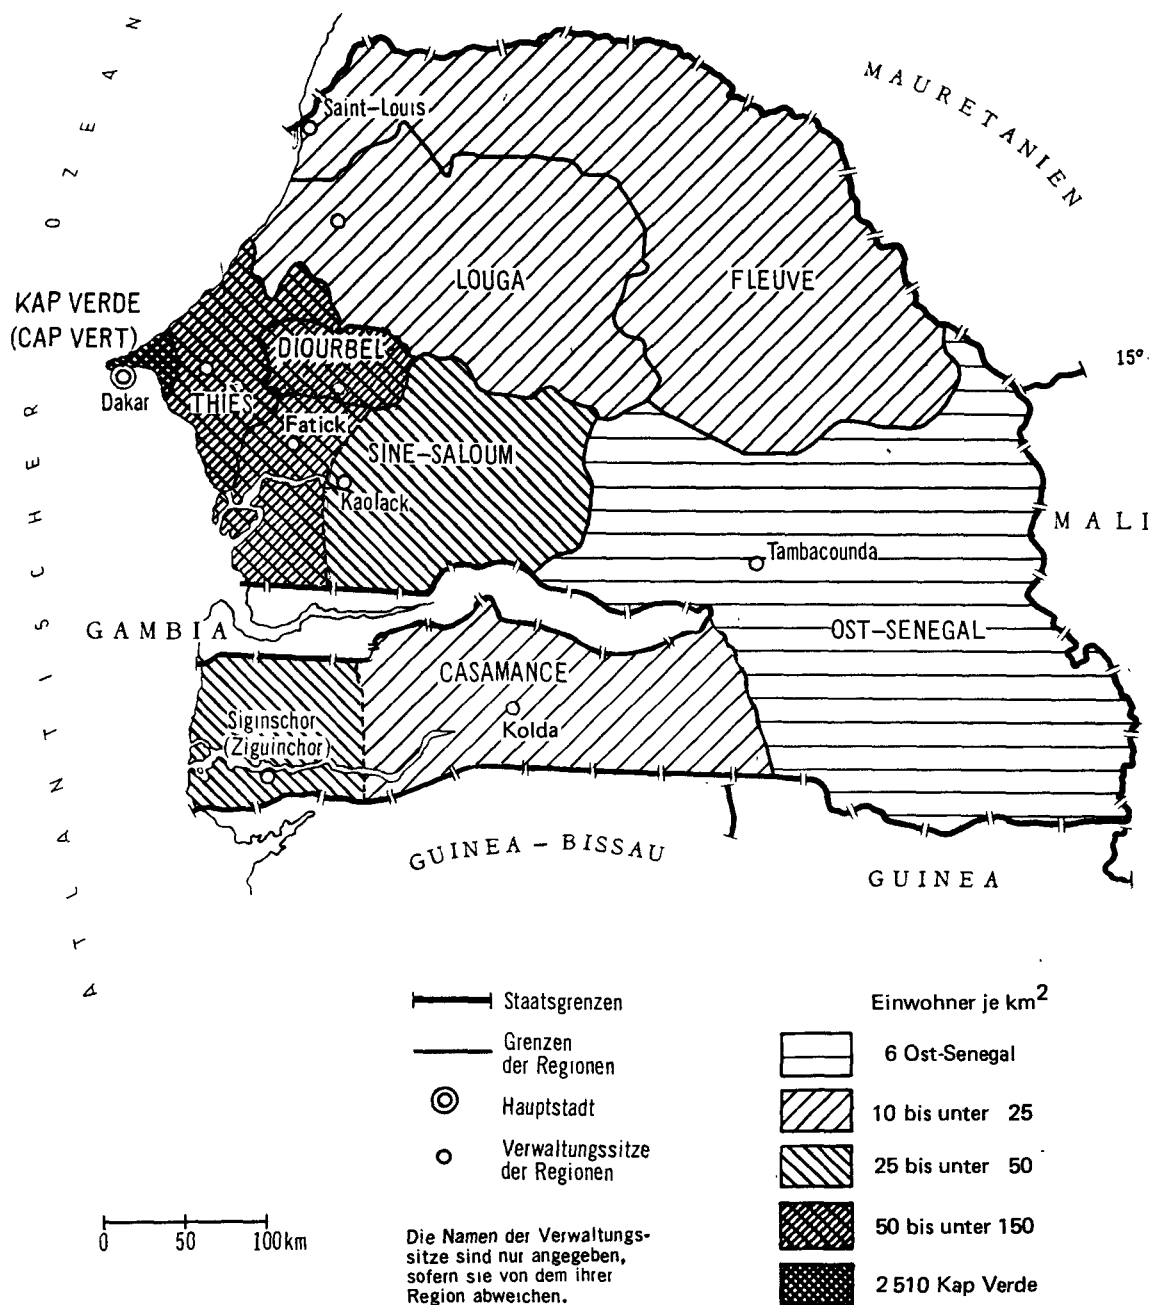 ATLANTISCHER OZEAN
MAURETANIEN
Saint-Louis
LOUGA
FLEUVE
KAP VERDE
(CAP VERT)
DIOURBEL
15°
Dakar
THIÈS
Fatick
SINE-SALOUM
Kaolack
MALI
Tambacounda
GAMBIA
OST-SENEGAL
CASAMANCE
Siginschor
(Ziguinchor)
Kolda
GUINEA-BISSAU
GUINEA
Staatsgrenzen
Grenzen
der Regionen
Hauptstadt
Verwaltungssitze
der Regionen
Einwohner je km²
6 Ost-Senegal
10 bis unter 25
25 bis unter 50
50 bis unter 150
2 510 Kap Verde
0 50 100km
Die Namen der Verwaltungs-
sitze sind nur angegeben,
sofern sie von dem ihrer
Region abweichen.